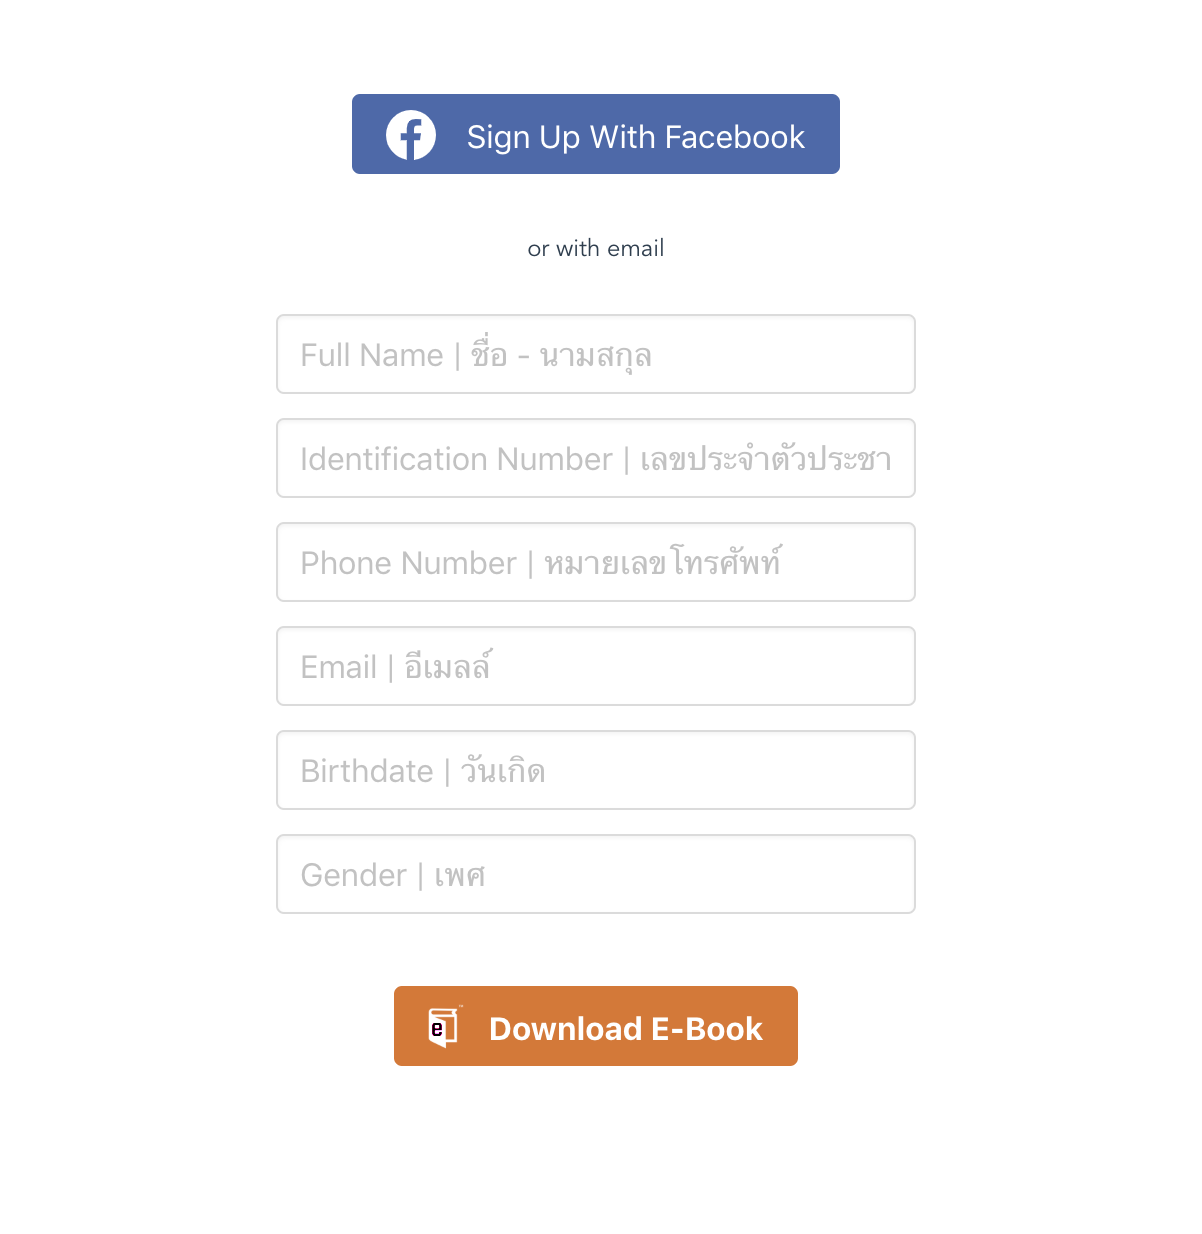 Sign Up With Facebook
or with email
Full Name | ชื่อ - นามสกุล
Identification Number | เลขประจำตัวประชา
Phone Number | หมายเลขโทรศัพท์
Email | อีเมลล์
Birthdate | วันเกิด
Gender | เพศ
e
Download E-Book